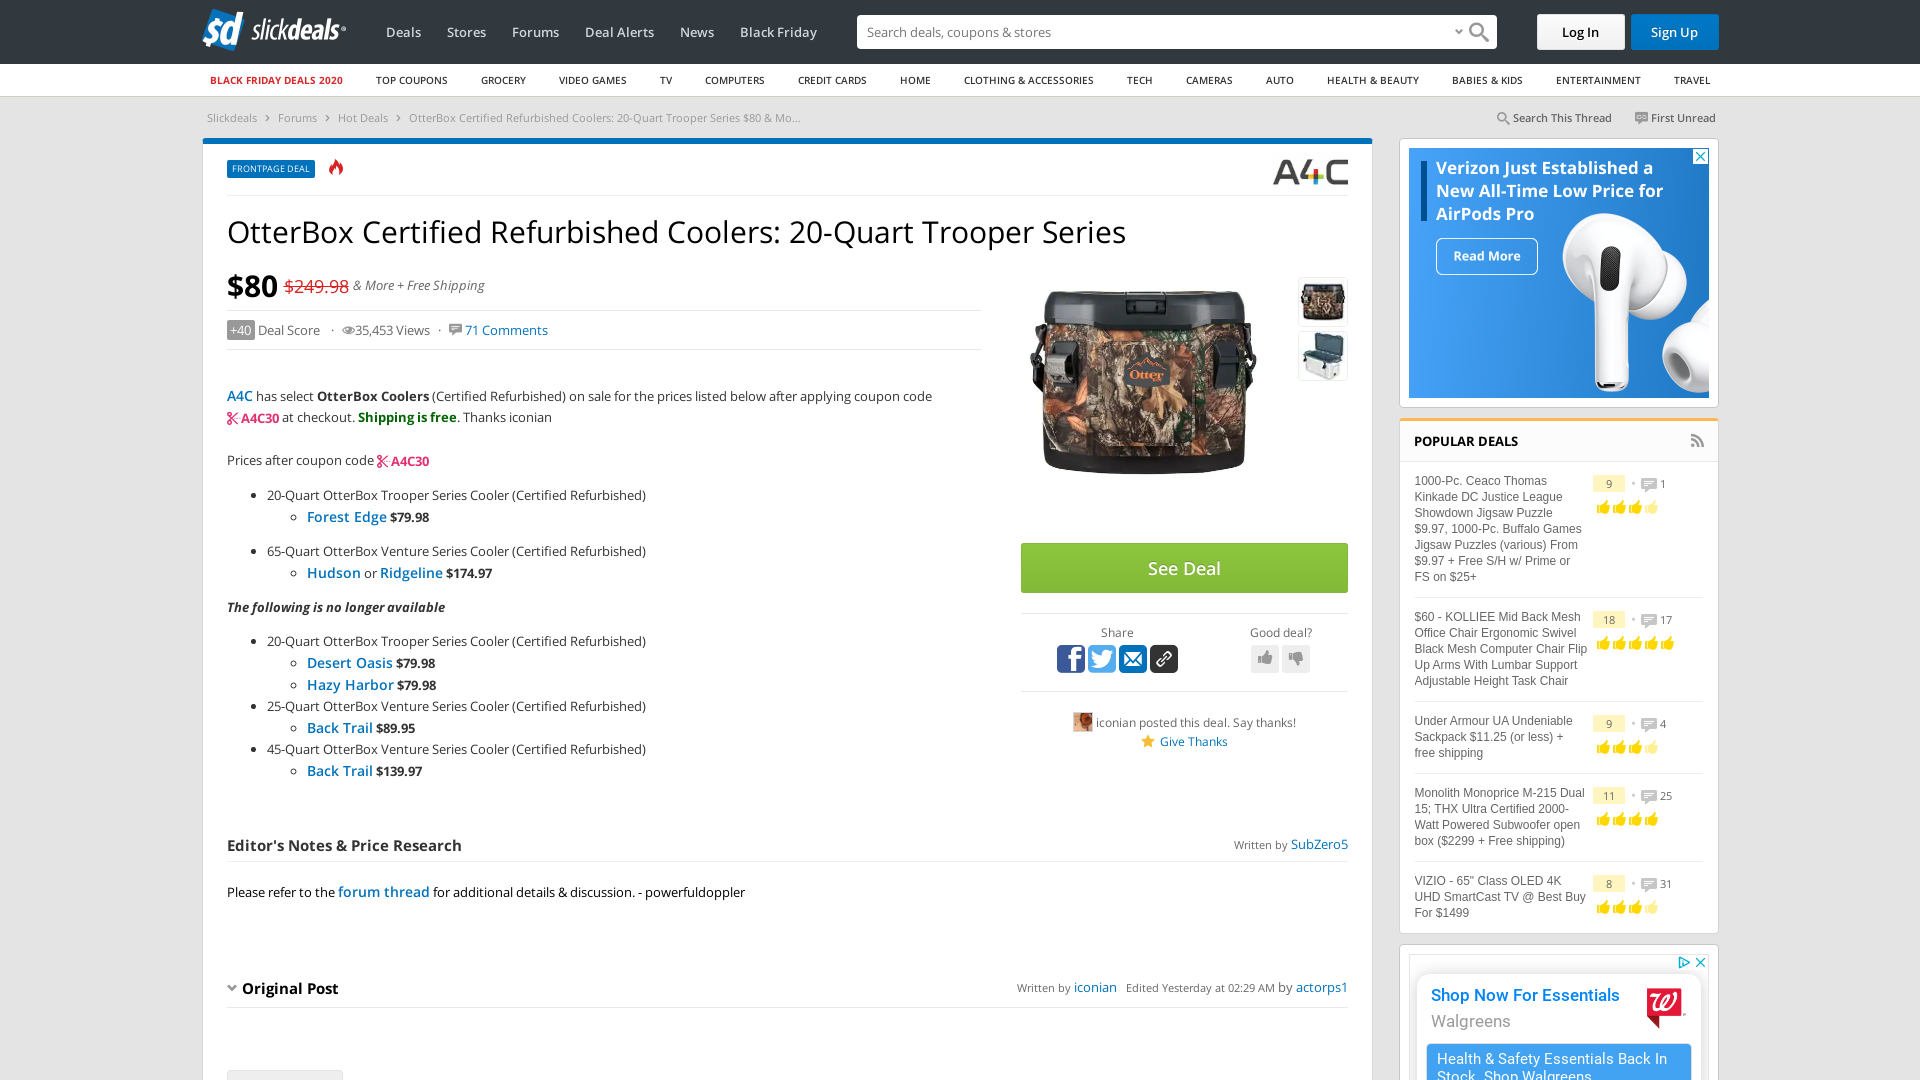 sd slickdeals
Deals Stores Forums Deal Alerts News Black Friday
Search deals, coupons & stores
Log In Sign Up
BLACK FRIDAY DEALS 2020 TOP COUPONS GROCERY VIDEO GAMES TV COMPUTERS CREDIT CARDS HOME CLOTHING & ACCESSORIES TECH CAMERAS AUTO HEALTH & BEAUTY BABIES & KIDS ENTERTAINMENT TRAVEL
Slickdeals › Forums › Hot Deals › OtterBox Certified Refurbished Coolers: 20-Quart Trooper Series $80 & Mo...
Search This Thread First Unread
FRONTPAGE DEAL
A4C
OtterBox Certified Refurbished Coolers: 20-Quart Trooper Series
$80 $249.98 & More + Free Shipping
+40 Deal Score · 35,453 Views · 71 Comments
A4C has select OtterBox Coolers (Certified Refurbished) on sale for the prices listed below after applying coupon code
A4C30 at checkout. Shipping is free. Thanks iconian
Prices after coupon code A4C30
20-Quart OtterBox Trooper Series Cooler (Certified Refurbished)
Forest Edge $79.98
65-Quart OtterBox Venture Series Cooler (Certified Refurbished)
Hudson or Ridgeline $174.97
The following is no longer available
20-Quart OtterBox Trooper Series Cooler (Certified Refurbished)
Desert Oasis $79.98
Hazy Harbor $79.98
25-Quart OtterBox Venture Series Cooler (Certified Refurbished)
Back Trail $89.95
45-Quart OtterBox Venture Series Cooler (Certified Refurbished)
Back Trail $139.97
Otter
See Deal
Share
Good deal?
iconian posted this deal. Say thanks!
Give Thanks
Editor's Notes & Price Research
Written by SubZero5
Please refer to the forum thread for additional details & discussion. - powerfuldoppler
Original Post
Written by iconian Edited Yesterday at 02:29 AM by actorps1
Verizon Just Established a
New All-Time Low Price for
AirPods Pro
Read More
POPULAR DEALS
1000-Pc. Ceaco Thomas
Kinkade DC Justice League
Showdown Jigsaw Puzzle
$9.97, 1000-Pc. Buffalo Games
Jigsaw Puzzles (various) From
$9.97 + Free S/H w/ Prime or
FS on $25+
9 • 1
$60 - KOLLIEE Mid Back Mesh
Office Chair Ergonomic Swivel
Black Mesh Computer Chair Flip
Up Arms With Lumbar Support
Adjustable Height Task Chair
18 • 17
Under Armour UA Undeniable
Sackpack $11.25 (or less) +
free shipping
9 • 4
Monolith Monoprice M-215 Dual
15; THX Ultra Certified 2000-
Watt Powered Subwoofer open
box ($2299 + Free shipping)
11 • 25
VIZIO - 65" Class OLED 4K
UHD SmartCast TV @ Best Buy
For $1499
8 • 31
Shop Now For Essentials
Walgreens
Health & Safety Essentials Back In
Stock. Shop Walgreens